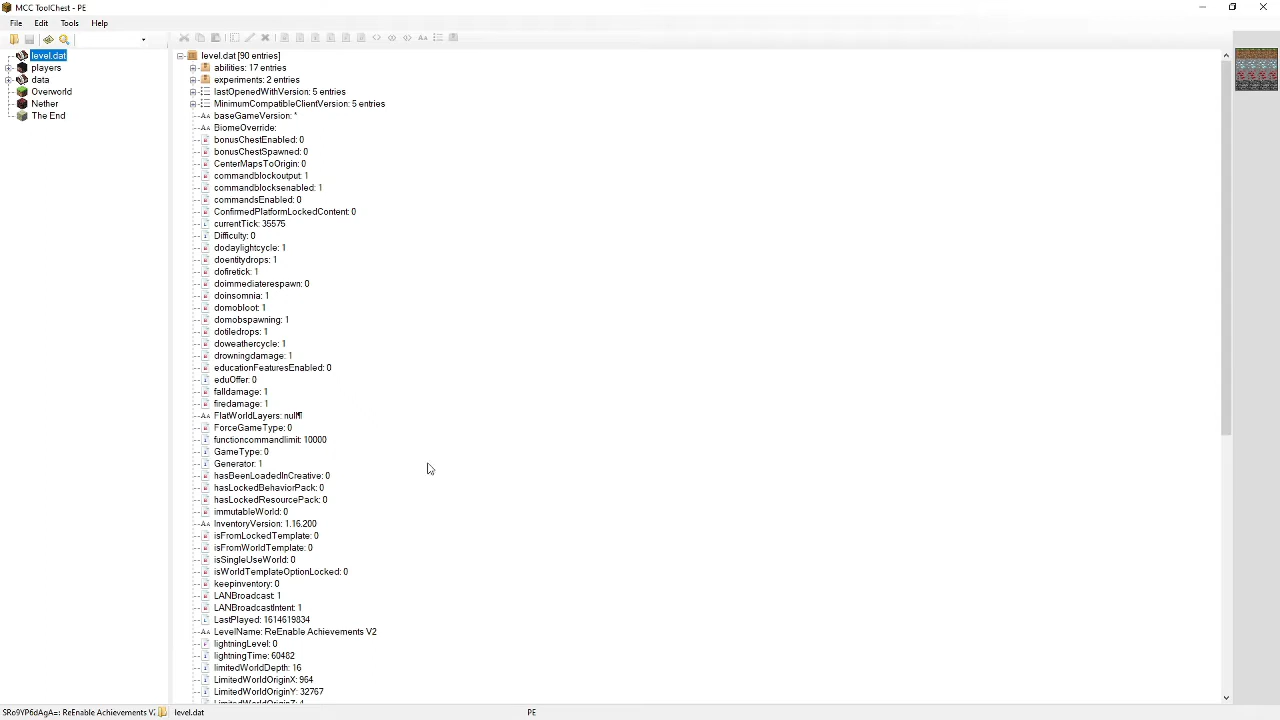 MCC ToolChest - PE
File Edit Tools Help
level.dat
players
data
Overworld
Nether
The End
level.dat [90 entries]
abilities: 17 entries
experiments: 2 entries
lastOpenedWithVersion: 5 entries
MinimumCompatibleClientVersion: 5 entries
baseGameVersion: *
BiomeOverride:
bonusChestEnabled: 0
bonusChestSpawned: 0
CenterMapsToOrigin: 0
commandblockoutput: 1
commandblocksenabled: 1
commandsEnabled: 0
ConfirmedPlatformLockedContent: 0
currentTick: 35575
Difficulty: 0
dodaylightcycle: 1
doentitydrops: 1
dofiretick: 1
doimmediaterespawn: 0
doinsomnia: 1
domobloot: 1
domobspawning: 1
dotiledrops: 1
doweathercycle: 1
drowningdamage: 1
educationFeaturesEnabled: 0
eduOffer: 0
falldamage: 1
firedamage: 1
FlatWorldLayers: null¶
ForceGameType: 0
functioncommandlimit: 10000
GameType: 0
Generator: 1
hasBeenLoadedInCreative: 0
hasLockedBehaviorPack: 0
hasLockedResourcePack: 0
immutableWorld: 0
InventoryVersion: 1.16.200
isFromLockedTemplate: 0
isFromWorldTemplate: 0
isSingleUseWorld: 0
isWorldTemplateOptionLocked: 0
keepinventory: 0
LANBroadcast: 1
LANBroadcastIntent: 1
LastPlayed: 1614619834
LevelName: ReEnable Achievements V2
lightningLevel: 0
lightningTime: 60482
limitedWorldDepth: 16
LimitedWorldOriginX: 964
LimitedWorldOriginY: 32767
LimitedWorldOriginZ: 4
SRo9YP6dAgA=: ReEnable Achievements V level.dat PE